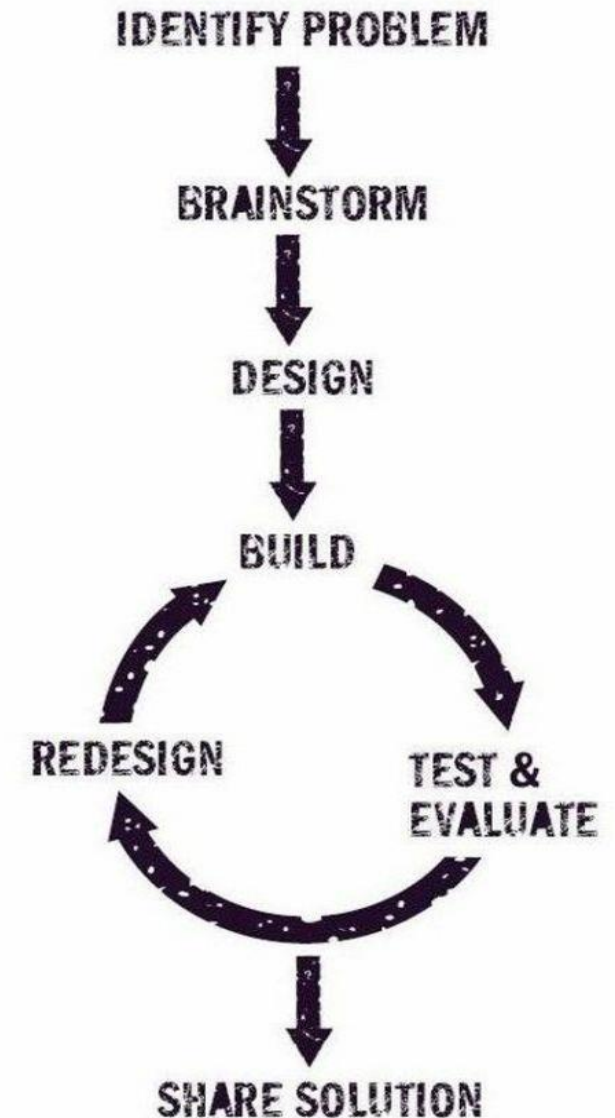 IDENTIFY PROBLEM
BRAINSTORM
DESIGN
BUILD
REDESIGN
TEST &
EVALUATE
SHARE SOLUTION